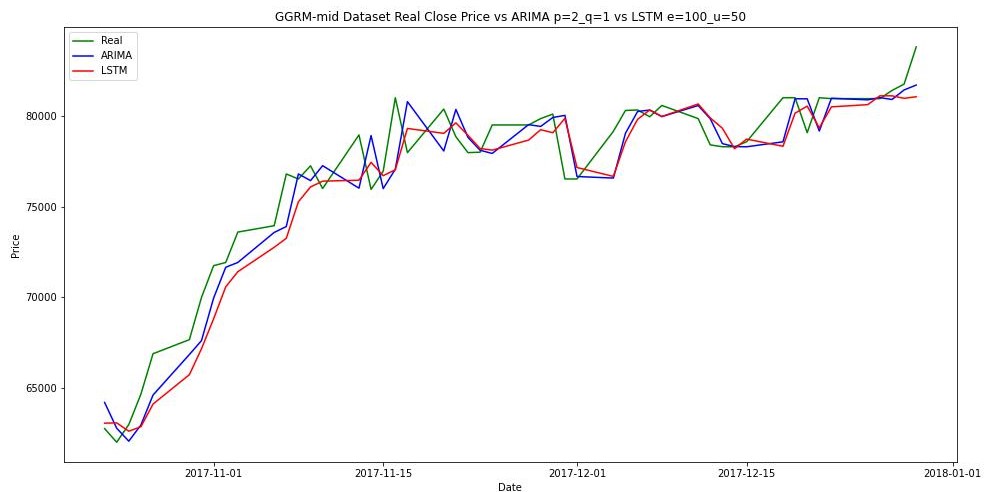 GGRM-mid Dataset Real Close Price vs ARIMA p=2_q=1 vs LSTM e=100_u=50
Real
ARIMA
LSTM
80000
75000
70000
65000
Price
2017-11-01
2017-11-15
2017-12-01
2017-12-15
2018-01-01
Date